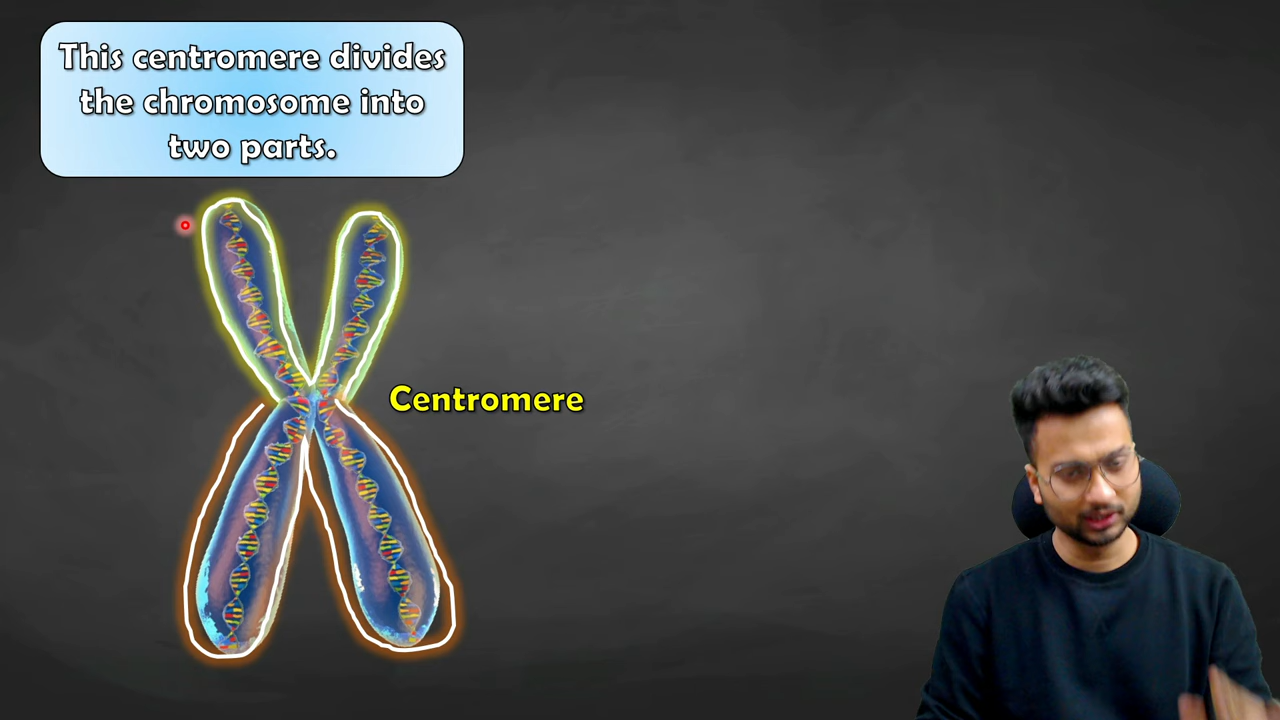 This centromere divides
the chromosome into
two parts.
Centromere